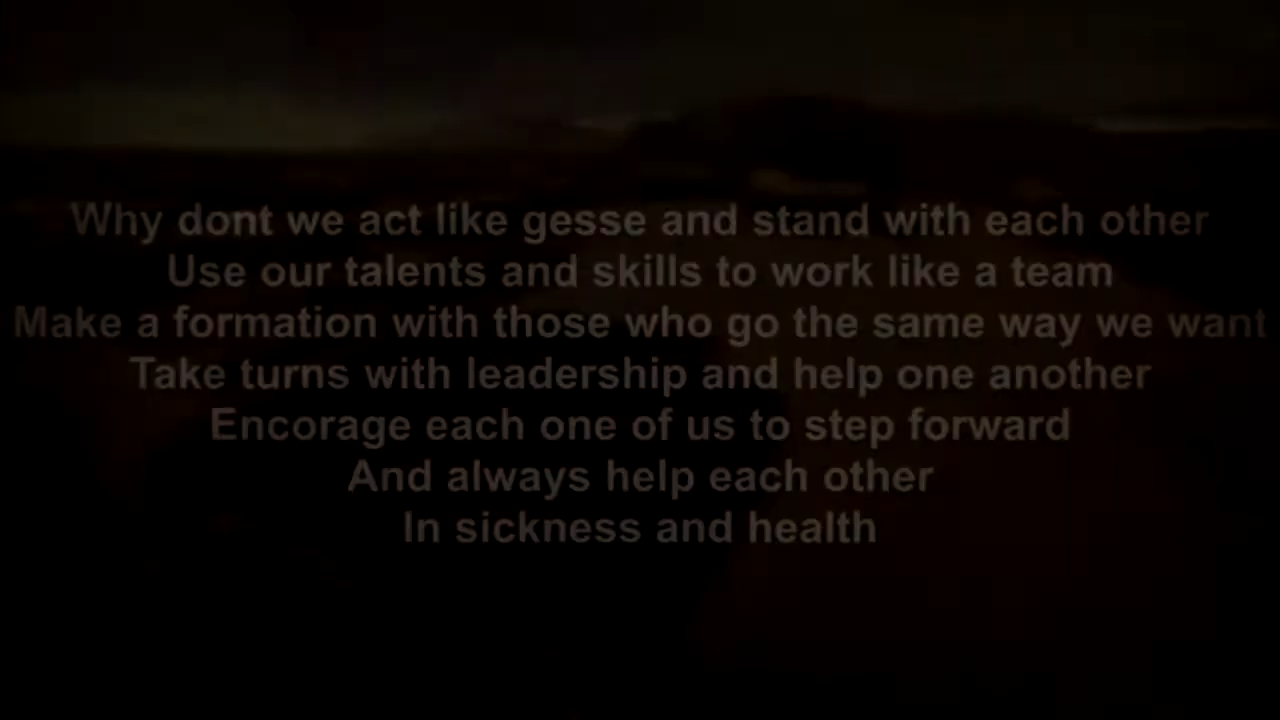 Why dont we act like gesse and stand with each other
Use our talents and skills to work like a team
Make a formation with those who go the same way we want
Take turns with leadership and help one another
Encorage each one of us to step forward
And always help each other
In sickness and health